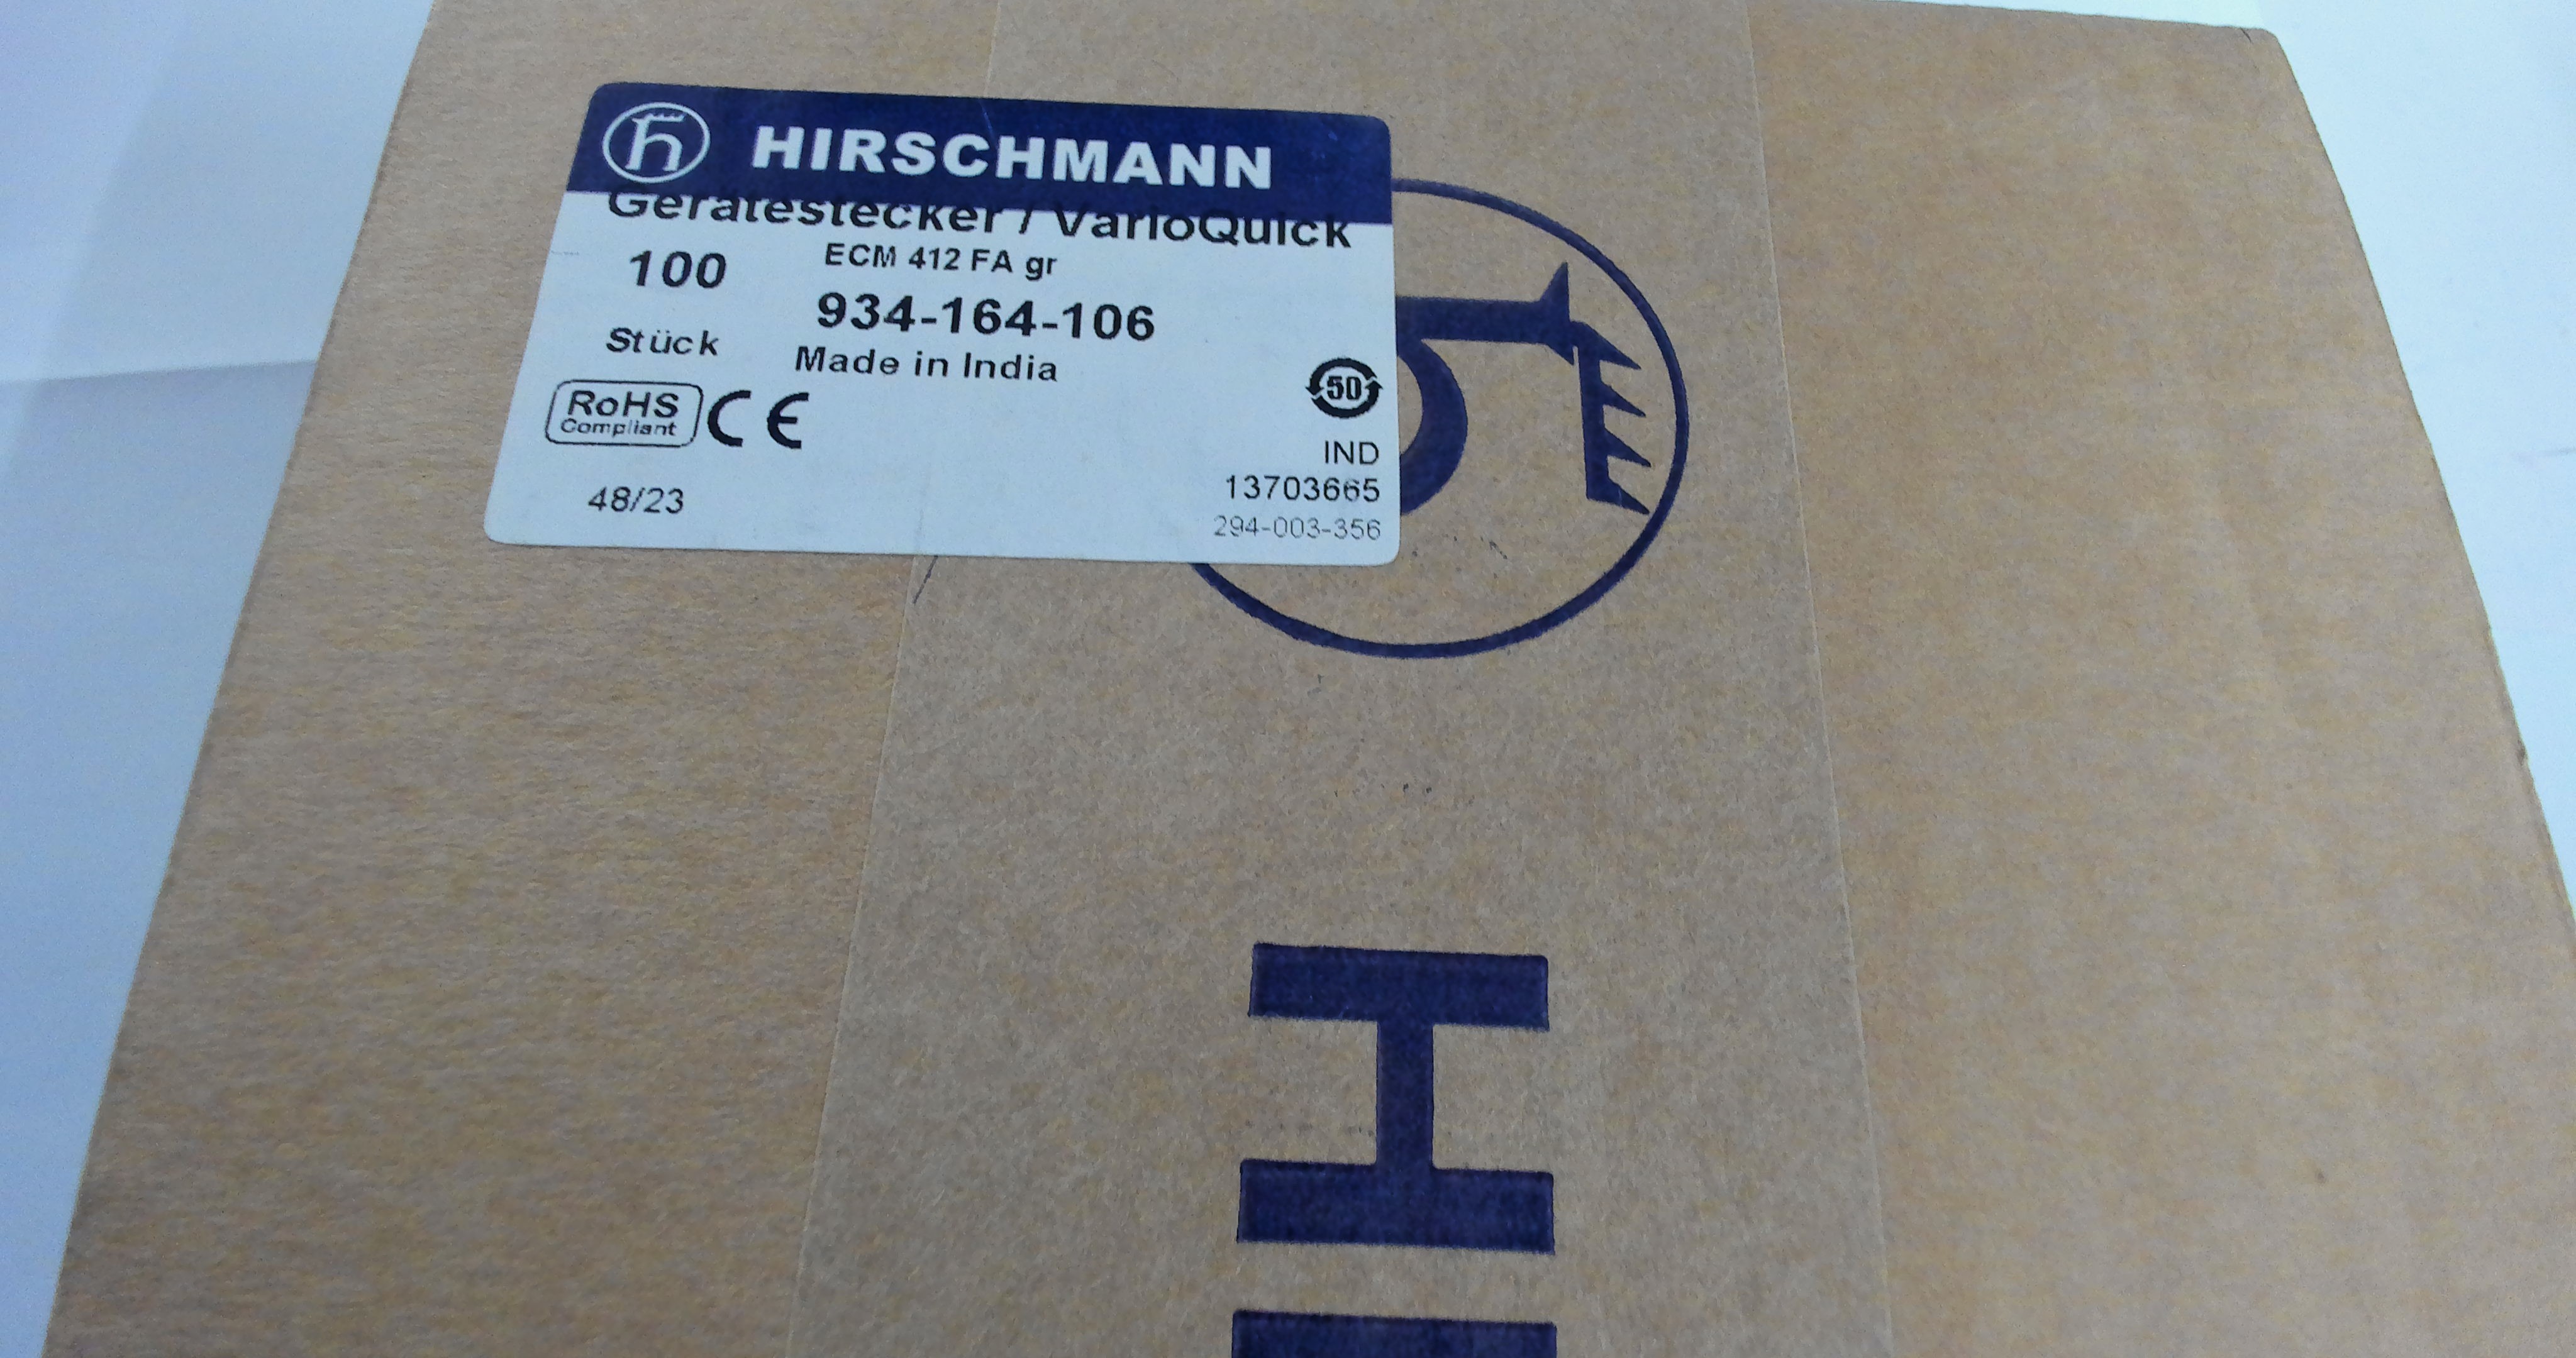 HIRSCHMANN
Gerätestecker / VarioQuick
100
ECM 412 FA gr
934-164-106
Stück
Made in India
RoHS
Compliant
CE
50
IND
13703665
48/23
294-003-356
H